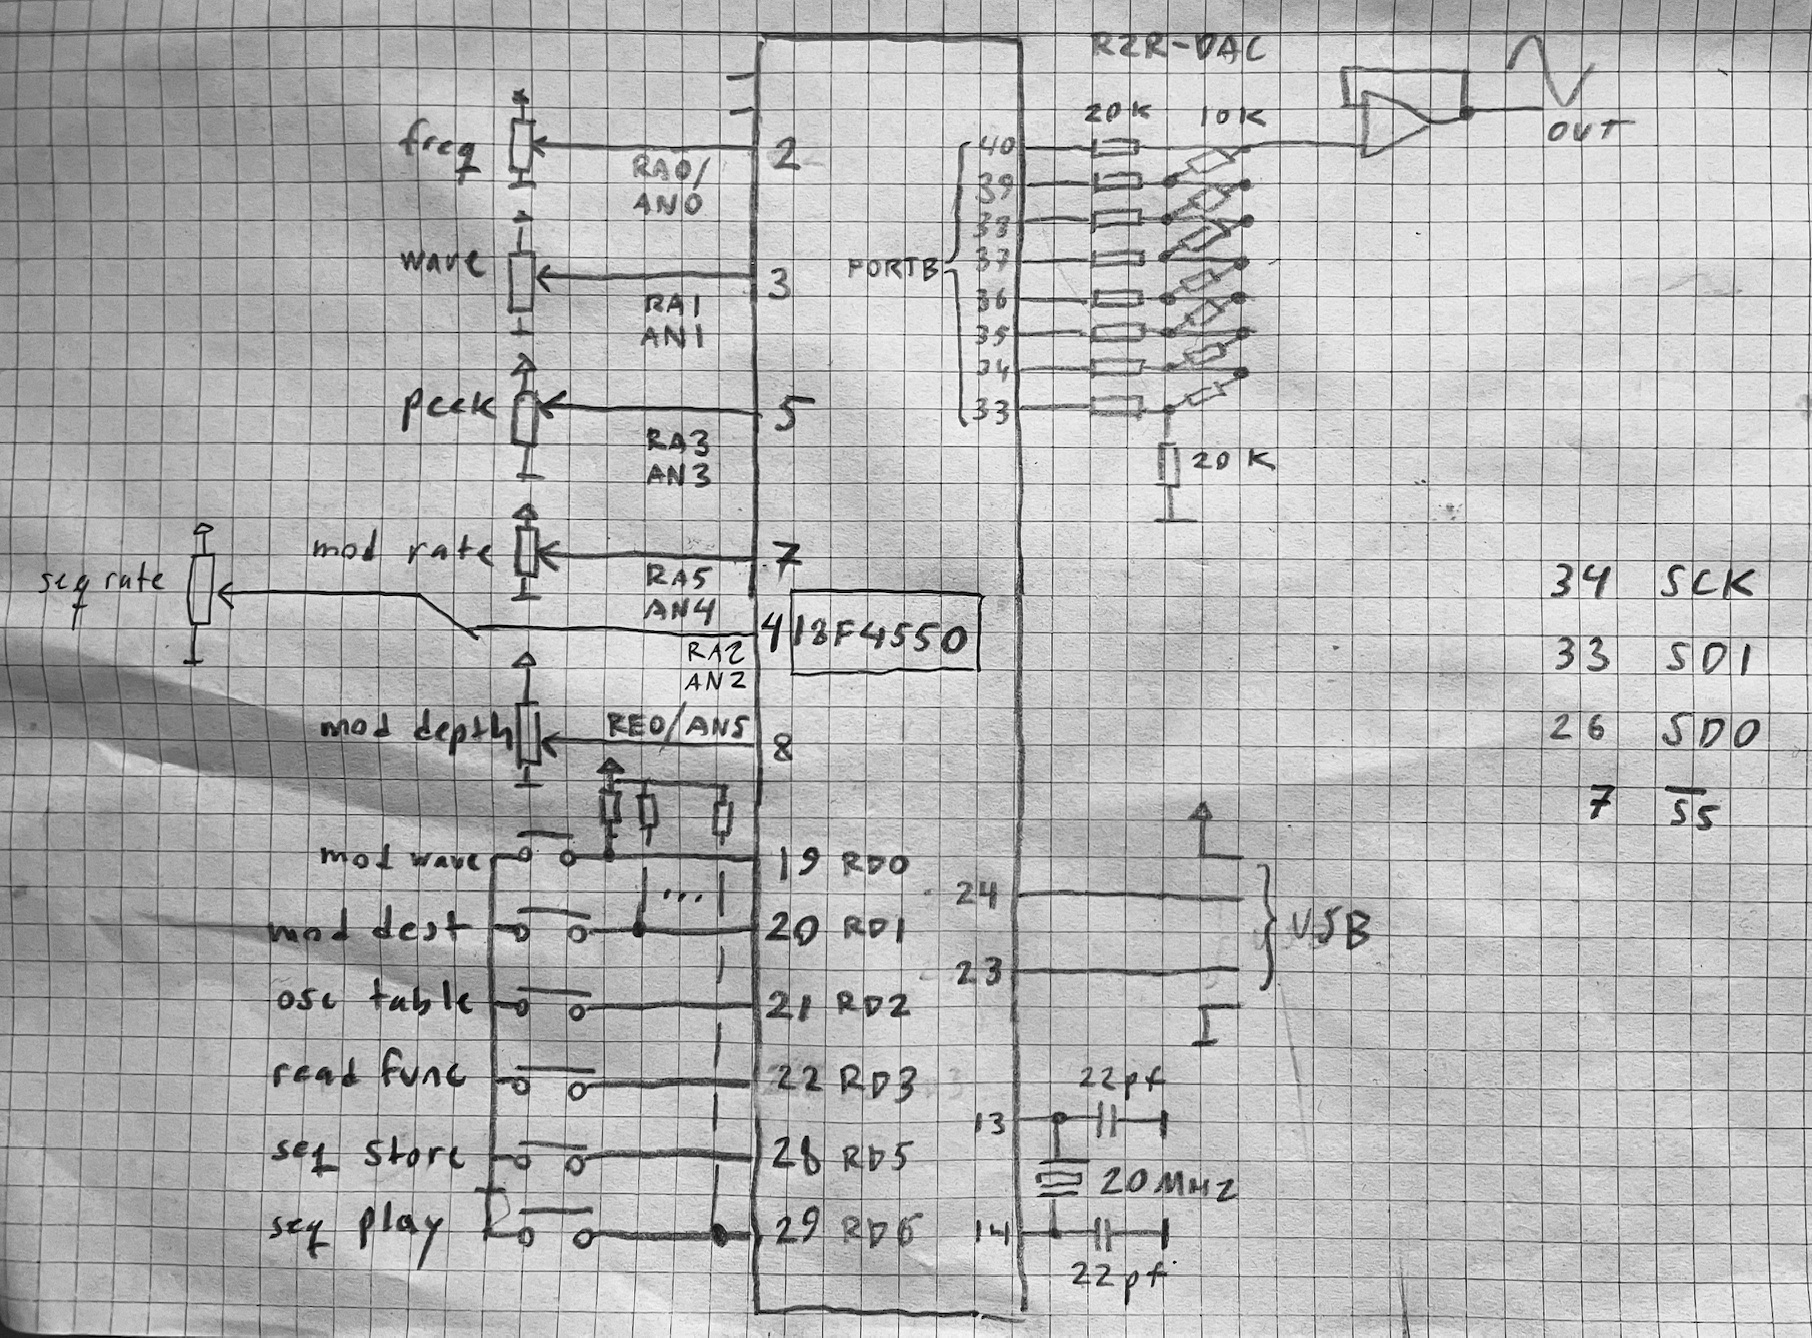 R2R-DAC
20K 10K
OUT
freq
RA0/
AN0
2
wave
RA1
AN1
3
peek
RA3
AN3
5
mod rate
RA5
AN4
7
seq rate
RA2
AN2
4
18F4550
mod depth
RE0/AN5
8
mod wave
19 RD0
...
mod dest
20 RD1
osc table
21 RD2
read func
22 RD3
seq store
28 RD5
seq play
29 RD6
PORTB
40
39
38
37
36
35
34
33
20K
34 SCK
33 SDI
26 SDO
7 SS
24
23
USB
22pf
13
20MHZ
14
22pf